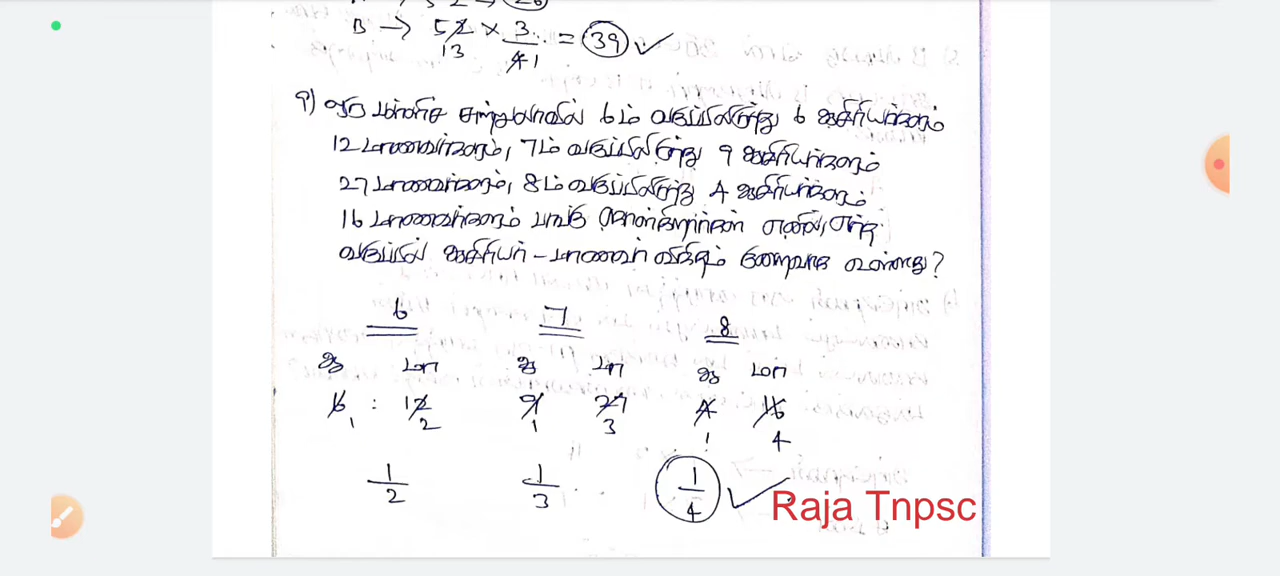 B → 52 × 3/4 = 39 ✓
13 1
9) ஒரு பள்ளிச் சுற்றுலாவில் 6ம் வகுப்பிலிருந்து 6 ஆசிரியர்களும்
12 மாணவர்களும், 7ம் வகுப்பிலிருந்து 9 ஆசிரியர்களும்
27 மாணவர்களும், 8ம் வகுப்பிலிருந்து 4 ஆசிரியர்களும்
16 மாணவர்களும் பங்கு கொள்கிறார்கள் எனில், எந்த
வகுப்பில் ஆசிரியர் - மாணவர் விகிதம் குறைவாக உள்ளது?
6 7 8
ஆ மா ஆ மா ஆ மா
6 : 12 9 27 4 16
1 2 1 3 1 4
1/2 1/3 1/4 ✓
Raja Tnpsc